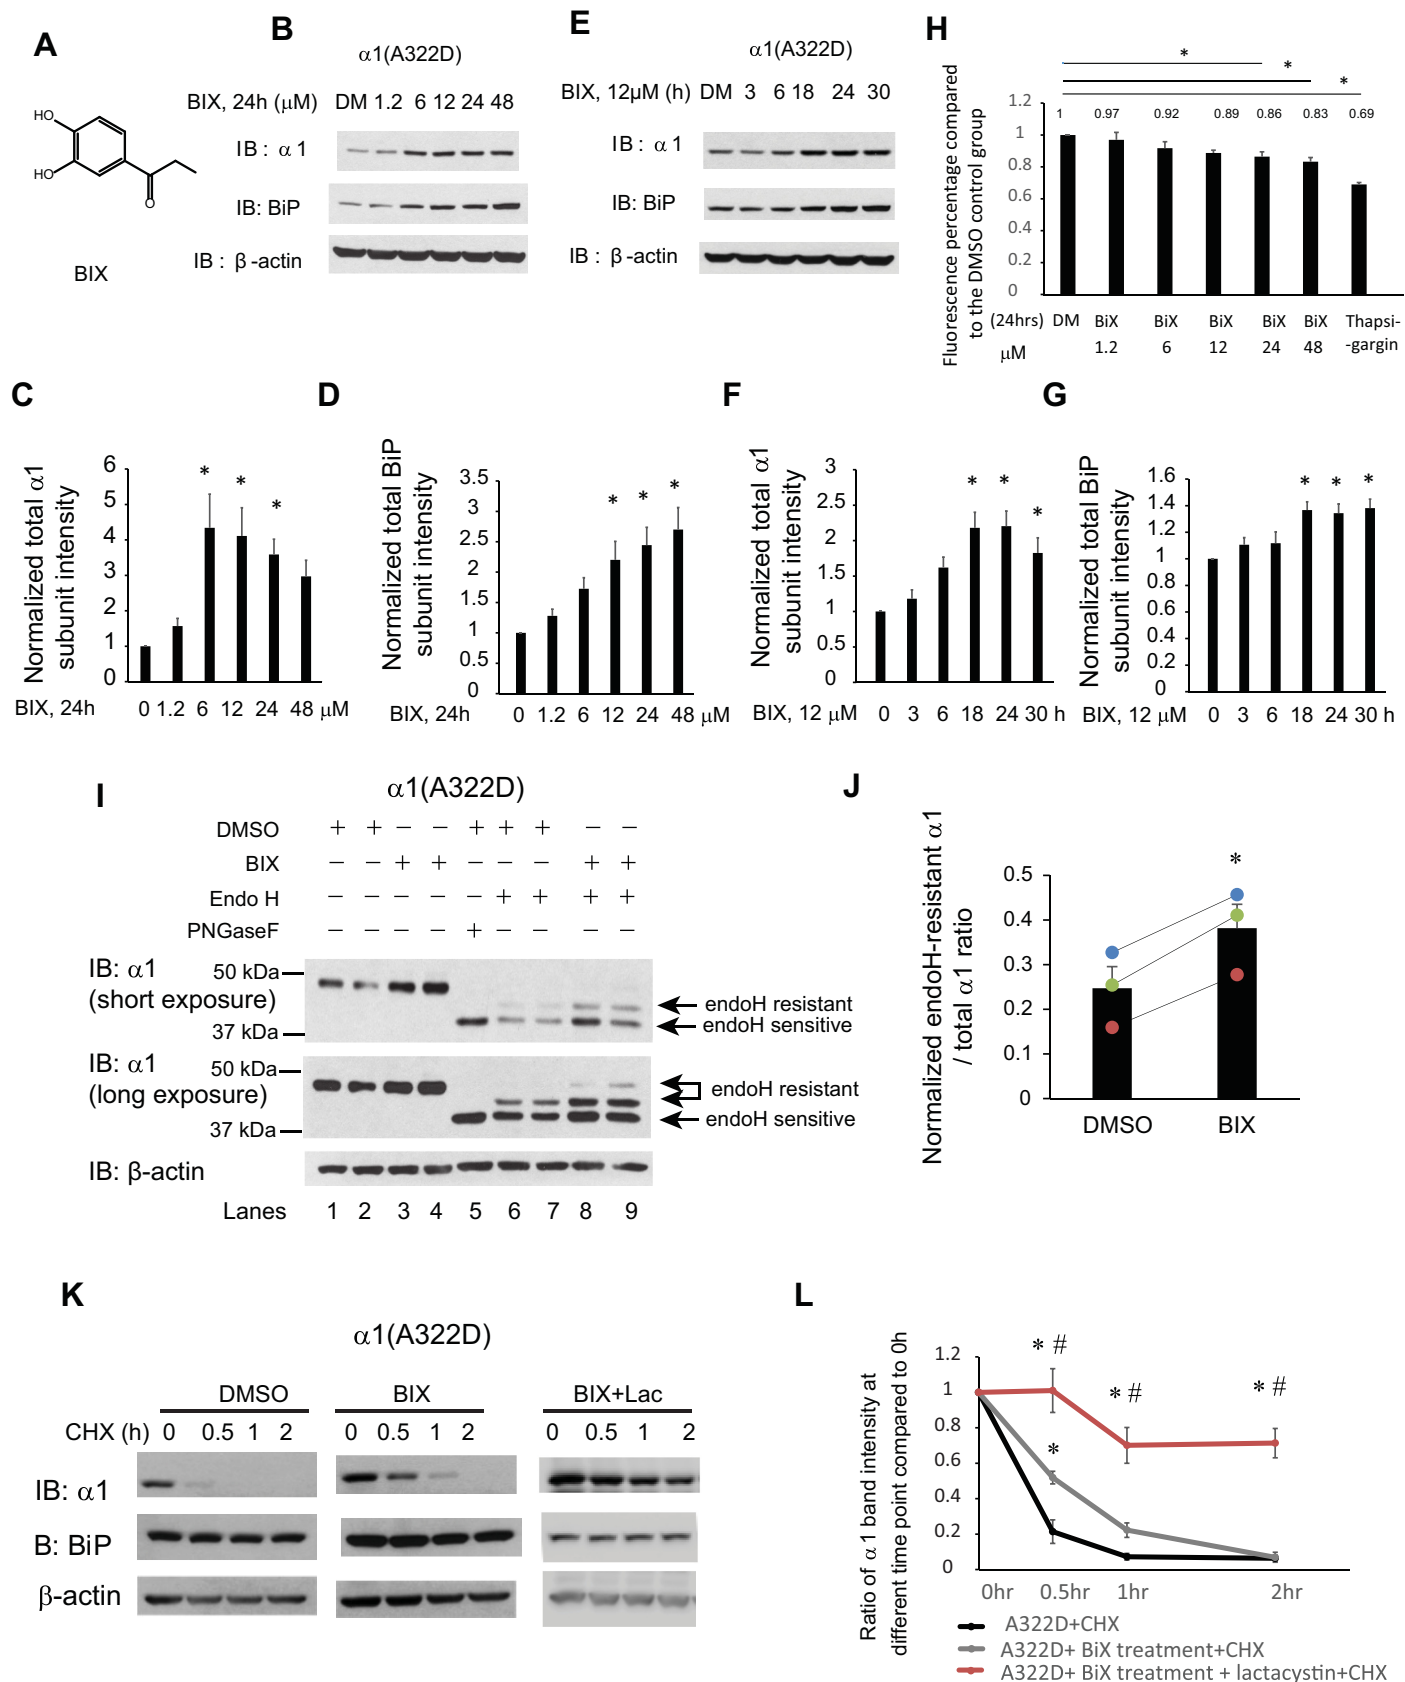 A
HO
HO
O
BIX
B
α1(A322D)
BIX, 24h (μM) DM 1.2 6 12 24 48
IB : α 1
IB: BiP
IB : β -actin
E
α1(A322D)
BIX, 12μM (h) DM 3 6 18 24 30
IB : α 1
IB: BiP
IB : β -actin
H
* * *
Fluorescence percentage compared
to the DMSO control group
1.2
1
0.8
0.6
0.4
0.2
0
1 0.97 0.92 0.89 0.86 0.83 0.69
(24hrs) DM BiX BiX BiX BiX BiX Thapsi-
μM 1.2 6 12 24 48 -gargin
C
Normalized total α1
subunit intensity
6
5
4
3
2
1
0
* * *
BIX, 24h 0 1.2 6 12 24 48 μM
D
Normalized total BiP
subunit intensity
3.5
3
2.5
2
1.5
1
0.5
0
* * *
BIX, 24h 0 1.2 6 12 24 48 μM
F
Normalized total α1
subunit intensity
3
2.5
2
1.5
1
0.5
0
* * *
BIX, 12 μM 0 3 6 18 24 30 h
G
Normalized total BiP
subunit intensity
1.6
1.4
1.2
1
0.8
0.6
0.4
0.2
0
* * *
BIX, 12 μM 0 3 6 18 24 30 h
I
α1(A322D)
DMSO + + − − + + + − −
BIX − − + + − − − + +
Endo H − − − − − + + + +
PNGaseF − − − − + − − − −
IB: α1
(short exposure)
50 kDa
37 kDa
endoH resistant
endoH sensitive
IB: α1
(long exposure)
50 kDa
37 kDa
endoH resistant
endoH sensitive
IB: β-actin
Lanes 1 2 3 4 5 6 7 8 9
J
Normalized endoH-resistant α1
/ total α1 ratio
0.5
0.4
0.3
0.2
0.1
0
*
DMSO BIX
K
α1(A322D)
DMSO BIX BIX+Lac
CHX (h) 0 0.5 1 2 0 0.5 1 2 0 0.5 1 2
IB: α1
B: BiP
β-actin
L
Ratio of α 1 band intensity at
different time point compared to 0h
1.2
1
0.8
0.6
0.4
0.2
0
* #
* #
* #
*
0hr 0.5hr 1hr 2hr
A322D+CHX
A322D+ BiX treatment+CHX
A322D+ BiX treatment + lactacystin+CHX